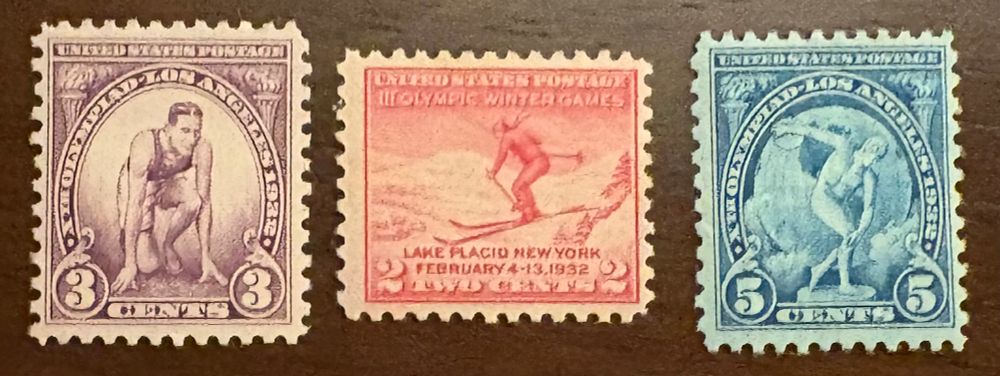 UNITED STATES POSTAGE
XTH OLYMPIAD·LOS ANGELES 1932
3 3
CENTS
UNITED STATES POSTAGE
III OLYMPIC WINTER GAMES
LAKE PLACID NEW YORK
FEBRUARY 4-13, 1932
2 TWO CENTS 2
UNITED STATES POSTAGE
XTH OLYMPIAD·LOS ANGELES 1932
5 5
CENTS